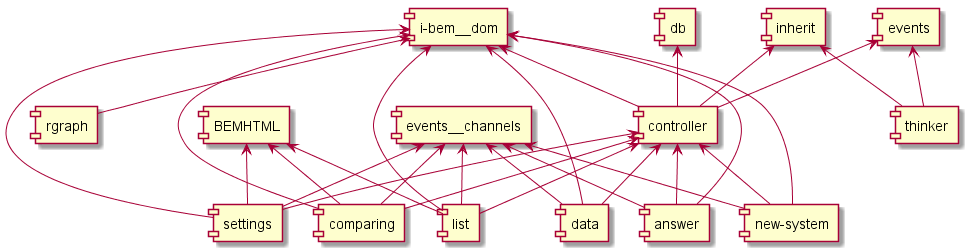 i-bem__dom
db
inherit
events
rgraph
BEMHTML
events__channels
controller
thinker
settings
comparing
list
data
answer
new-system